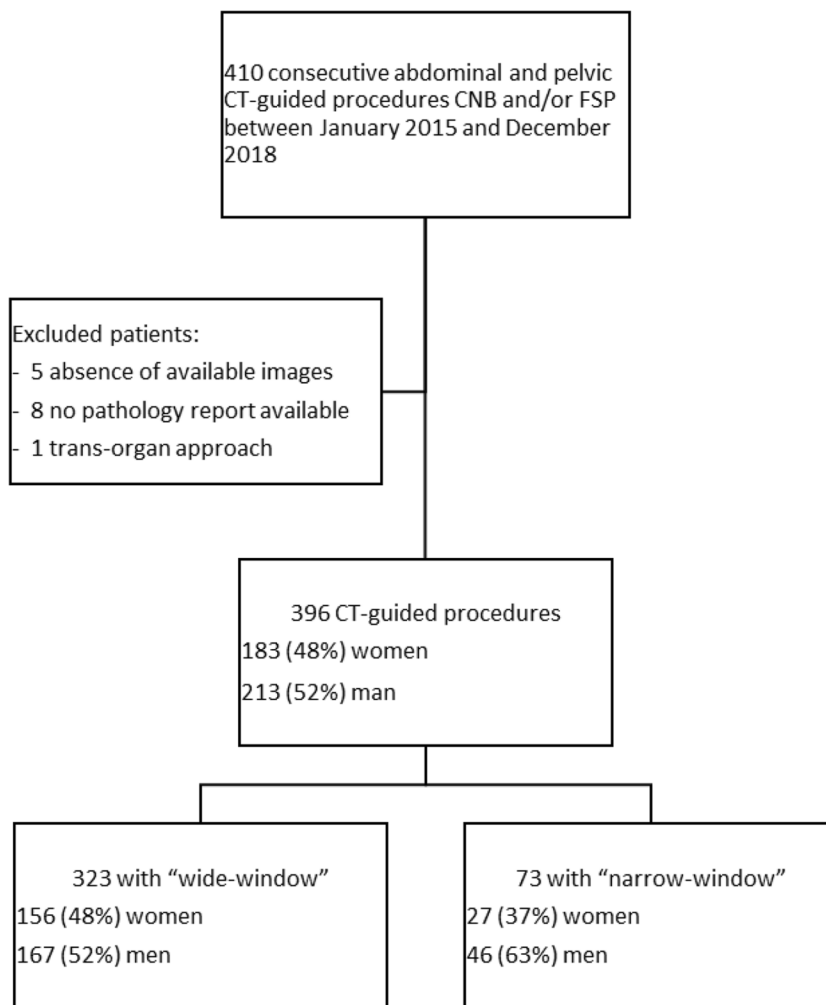 410 consecutive abdominal and pelvic
CT-guided procedures CNB and/or FSP
between January 2015 and December
2018
Excluded patients:
- 5 absence of available images
- 8 no pathology report available
- 1 trans-organ approach
396 CT-guided procedures
183 (48%) women
213 (52%) man
323 with “wide-window”
156 (48%) women
167 (52%) men
73 with “narrow-window”
27 (37%) women
46 (63%) men